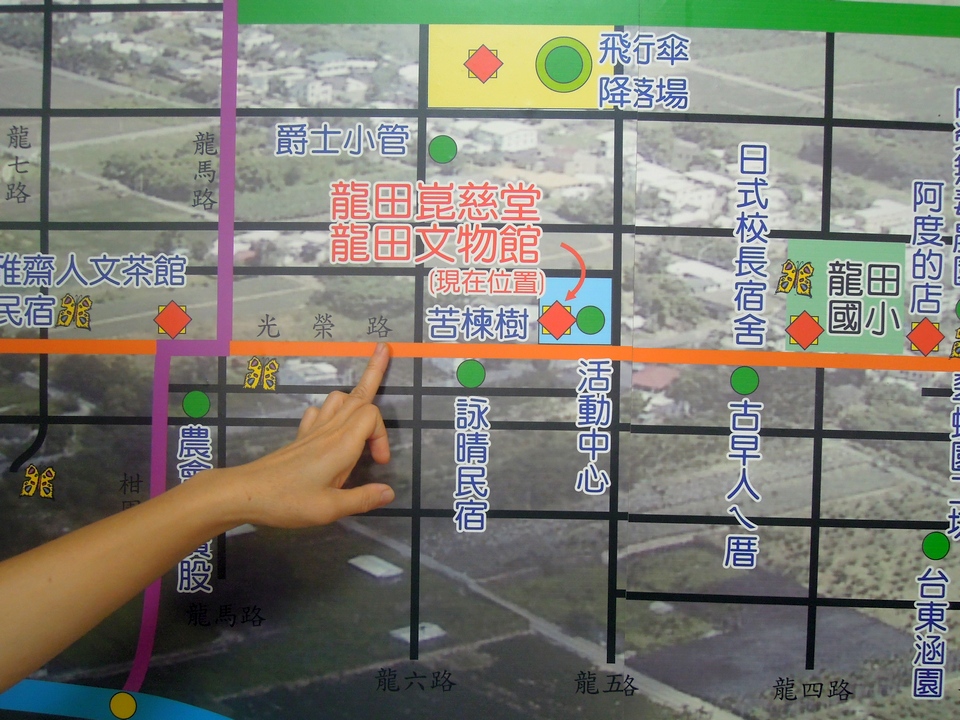 飛行傘
降落場
龍七路
龍馬路
爵士小管
龍田崑慈堂
龍田文物館
(現在位置)
日式校長宿舍
阿度的店
雅齋人文茶館
民宿
光榮路
苦楝樹
龍田
國小
活動中心
詠晴民宿
古早人ㄟ厝
台東涵園
龍馬路
龍六路
龍五路
龍四路